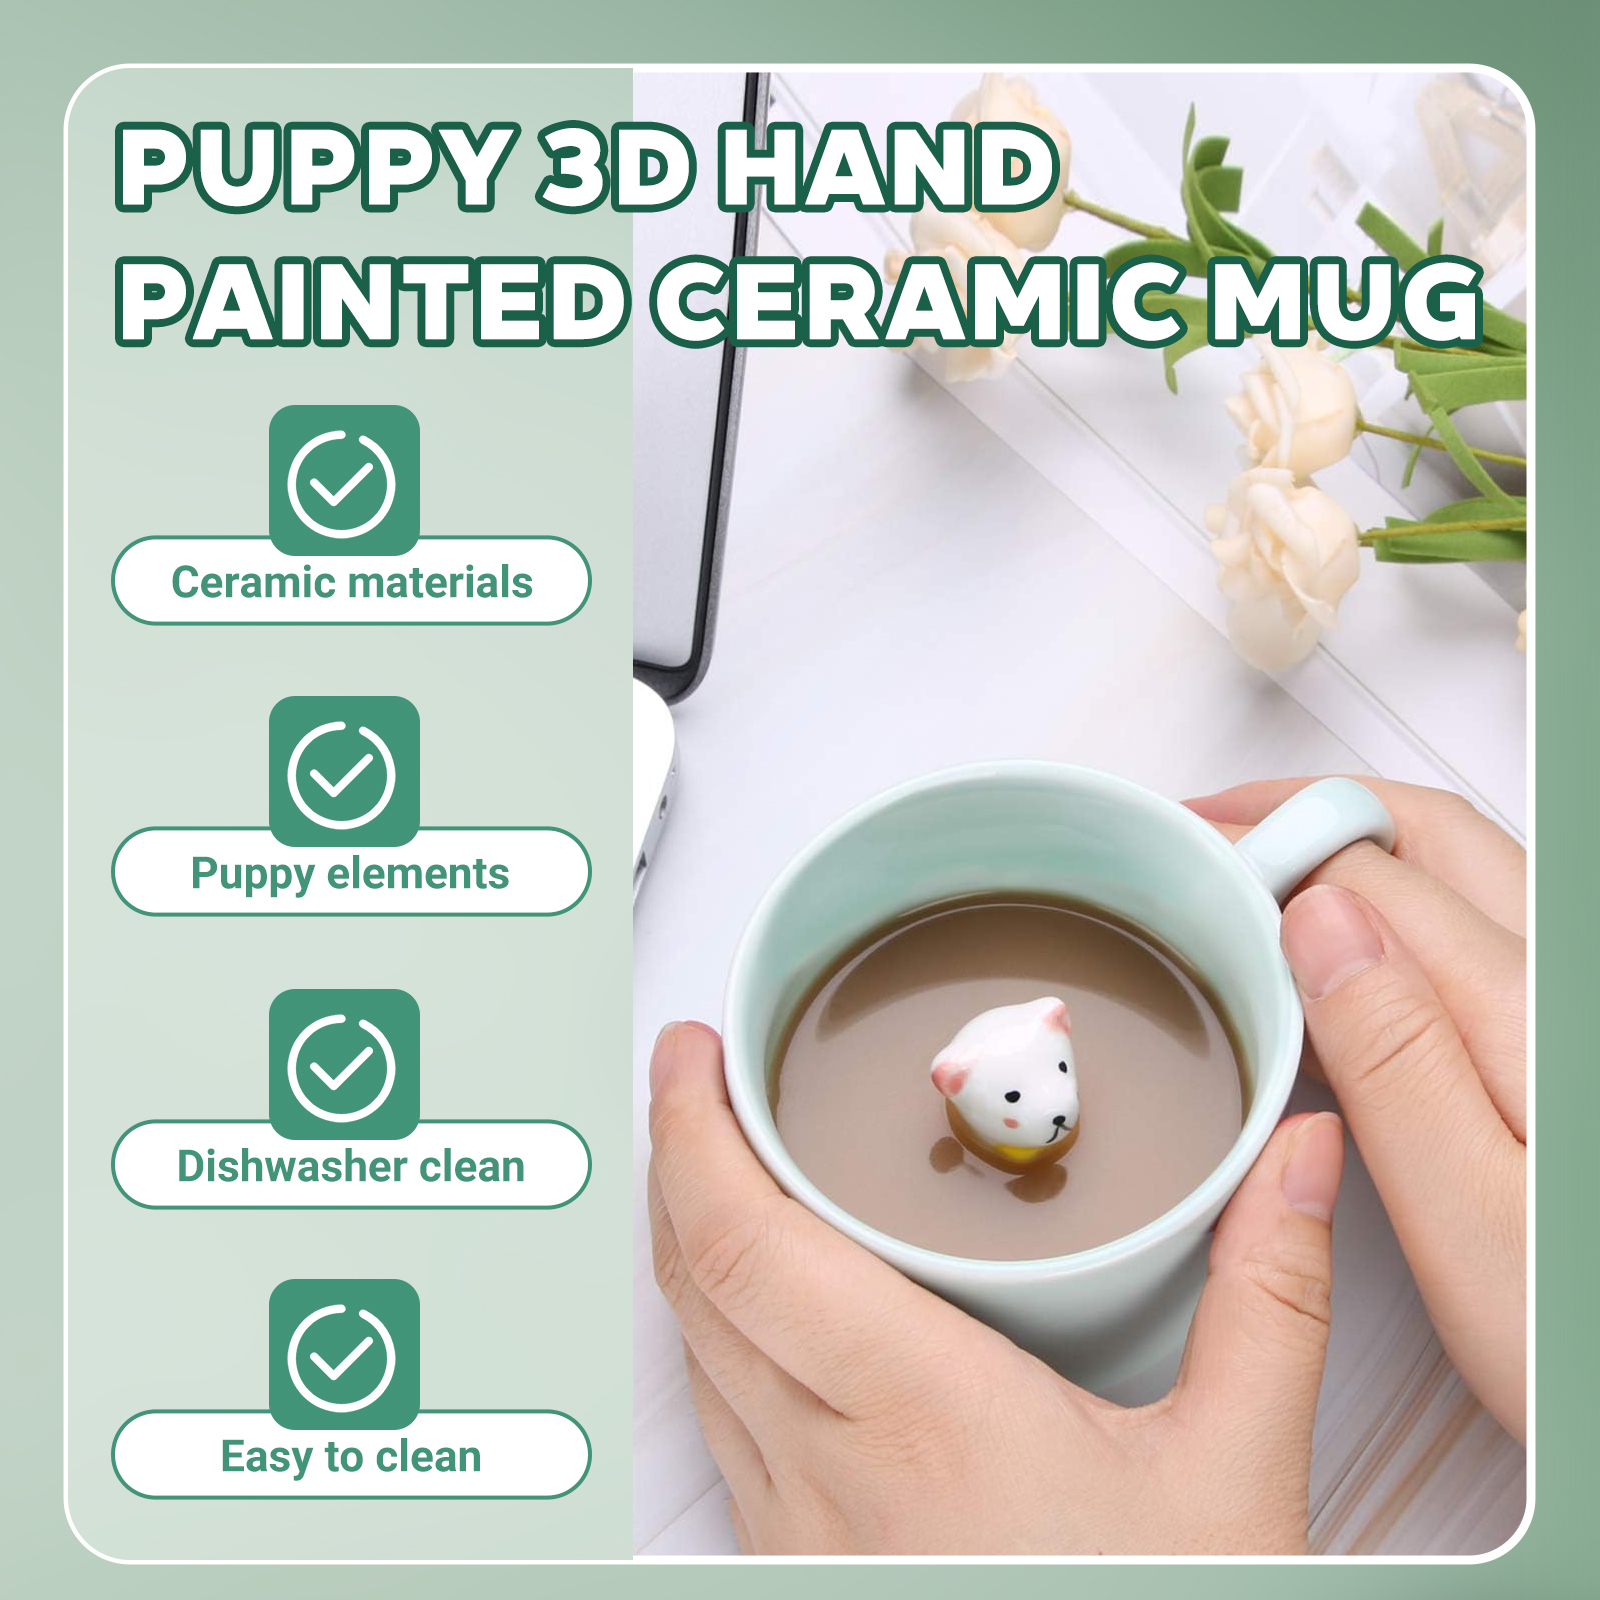 PUPPY 3D HAND
PAINTED CERAMIC MUG
Ceramic materials
Puppy elements
Dishwasher clean
Easy to clean